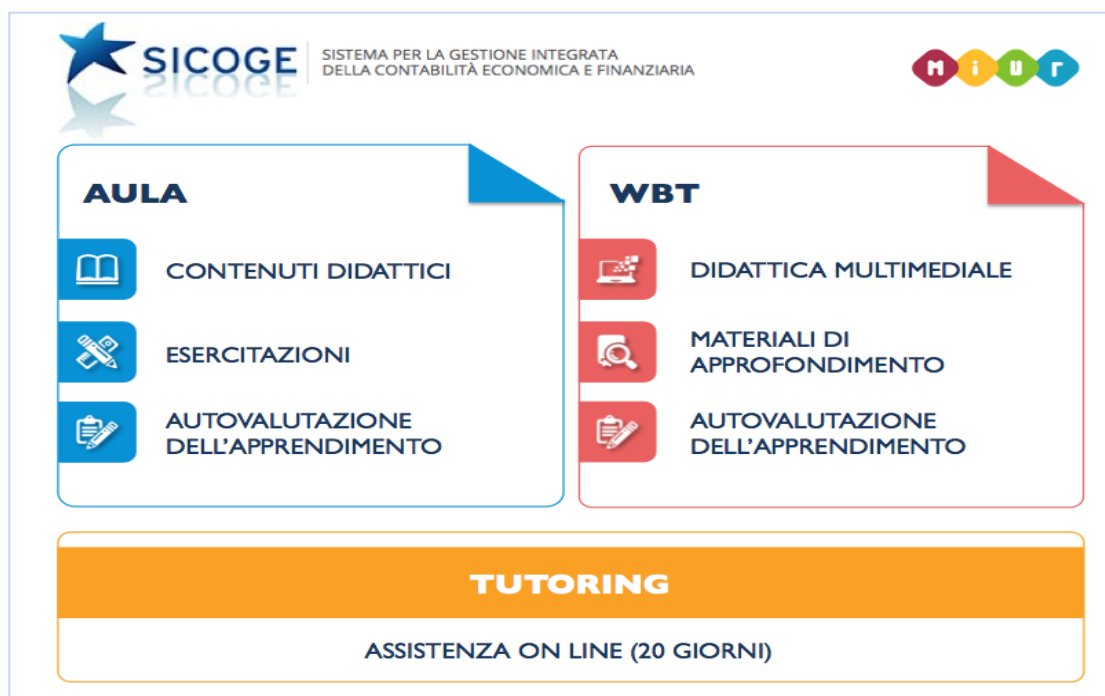 SICOGE
SISTEMA PER LA GESTIONE INTEGRATA
DELLA CONTABILITÀ ECONOMICA E FINANZIARIA
MiUr
AULA
CONTENUTI DIDATTICI
ESERCITAZIONI
AUTOVALUTAZIONE
DELL'APPRENDIMENTO
WBT
DIDATTICA MULTIMEDIALE
MATERIALI DI
APPROFONDIMENTO
AUTOVALUTAZIONE
DELL'APPRENDIMENTO
TUTORING
ASSISTENZA ON LINE (20 GIORNI)